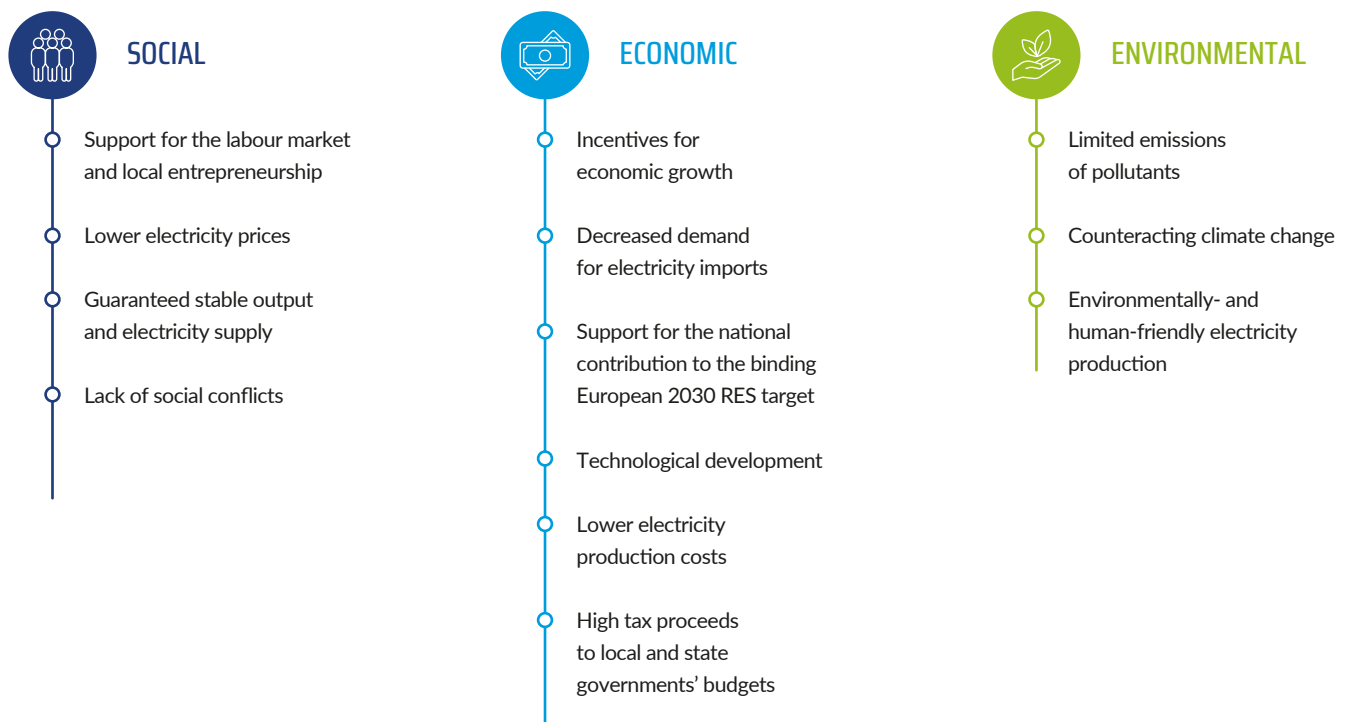 SOCIAL
Support for the labour market
and local entrepreneurship
Lower electricity prices
Guaranteed stable output
and electricity supply
Lack of social conflicts
ECONOMIC
Incentives for
economic growth
Decreased demand
for electricity imports
Support for the national
contribution to the binding
European 2030 RES target
Technological development
Lower electricity
production costs
High tax proceeds
to local and state
governments’ budgets
ENVIRONMENTAL
Limited emissions
of pollutants
Counteracting climate change
Environmentally- and
human-friendly electricity
production